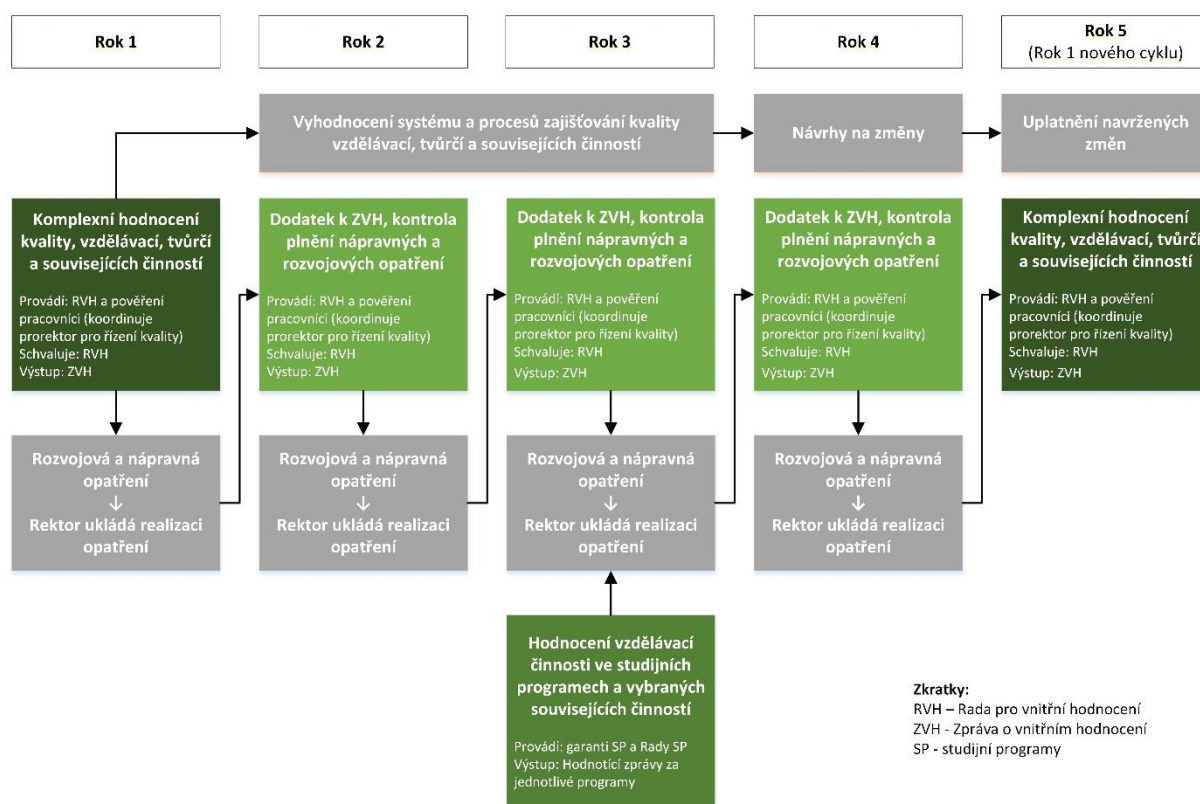 Rok 1
Rok 2
Rok 3
Rok 4
Rok 5
(Rok 1 nového cyklu)
Vyhodnocení systému a procesů zajišťování kvality
vzdělávací, tvůrčí a souvisejících činností
Návrhy na změny
Uplatnění navržených
změn
Komplexní hodnocení
kvality, vzdělávací, tvůrčí
a souvisejících činností
Provádí: RVH a pověření
pracovníci (koordinuje
prorektor pro řízení kvality)
Schvaluje: RVH
Výstup: ZVH
Dodatek k ZVH, kontrola
plnění nápravných a
rozvojových opatření
Provádí: RVH a pověření
pracovníci (koordinuje
prorektor pro řízení kvality)
Schvaluje: RVH
Výstup: ZVH
Dodatek k ZVH, kontrola
plnění nápravných a
rozvojových opatření
Provádí: RVH a pověření
pracovníci (koordinuje
prorektor pro řízení kvality)
Schvaluje: RVH
Výstup: ZVH
Dodatek k ZVH, kontrola
plnění nápravných a
rozvojových opatření
Provádí: RVH a pověření
pracovníci (koordinuje
prorektor pro řízení kvality)
Schvaluje: RVH
Výstup: ZVH
Komplexní hodnocení
kvality, vzdělávací, tvůrčí
a souvisejících činností
Provádí: RVH a pověření
pracovníci (koordinuje
prorektor pro řízení kvality)
Schvaluje: RVH
Výstup: ZVH
Rozvojová a nápravná
opatření
↓
Rektor ukládá realizaci
opatření
Rozvojová a nápravná
opatření
↓
Rektor ukládá realizaci
opatření
Rozvojová a nápravná
opatření
↓
Rektor ukládá realizaci
opatření
Rozvojová a nápravná
opatření
↓
Rektor ukládá realizaci
opatření
Hodnocení vzdělávací
činnosti ve studijních
programech a vybraných
souvisejících činností
Provádí: garanti SP a Rady SP
Výstup: Hodnotící zprávy za
jednotlivé programy
Zkratky:
RVH – Rada pro vnitřní hodnocení
ZVH - Zpráva o vnitřním hodnocení
SP - studijní programy